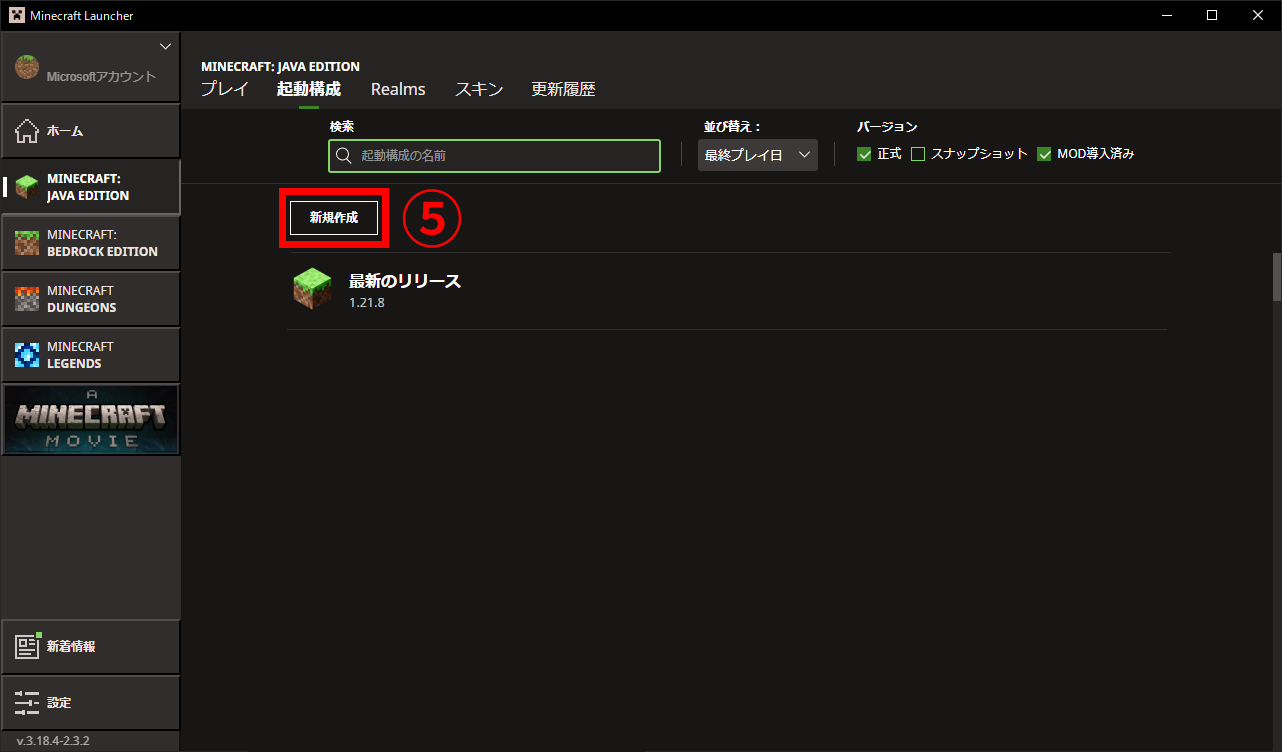 Minecraft Launcher
Microsoftアカウント
ホーム
MINECRAFT:
JAVA EDITION
MINECRAFT:
BEDROCK EDITION
MINECRAFT
DUNGEONS
MINECRAFT
LEGENDS
A
MINECRAFT
MOVIE
新着情報
設定
v.3.18.4-2.3.2
MINECRAFT: JAVA EDITION
プレイ 起動構成 Realms スキン 更新履歴
検索 並び替え： バージョン
起動構成の名前 最終プレイ日 正式 スナップショット MOD導入済み
新規作成 ⑤
最新のリリース
1.21.8